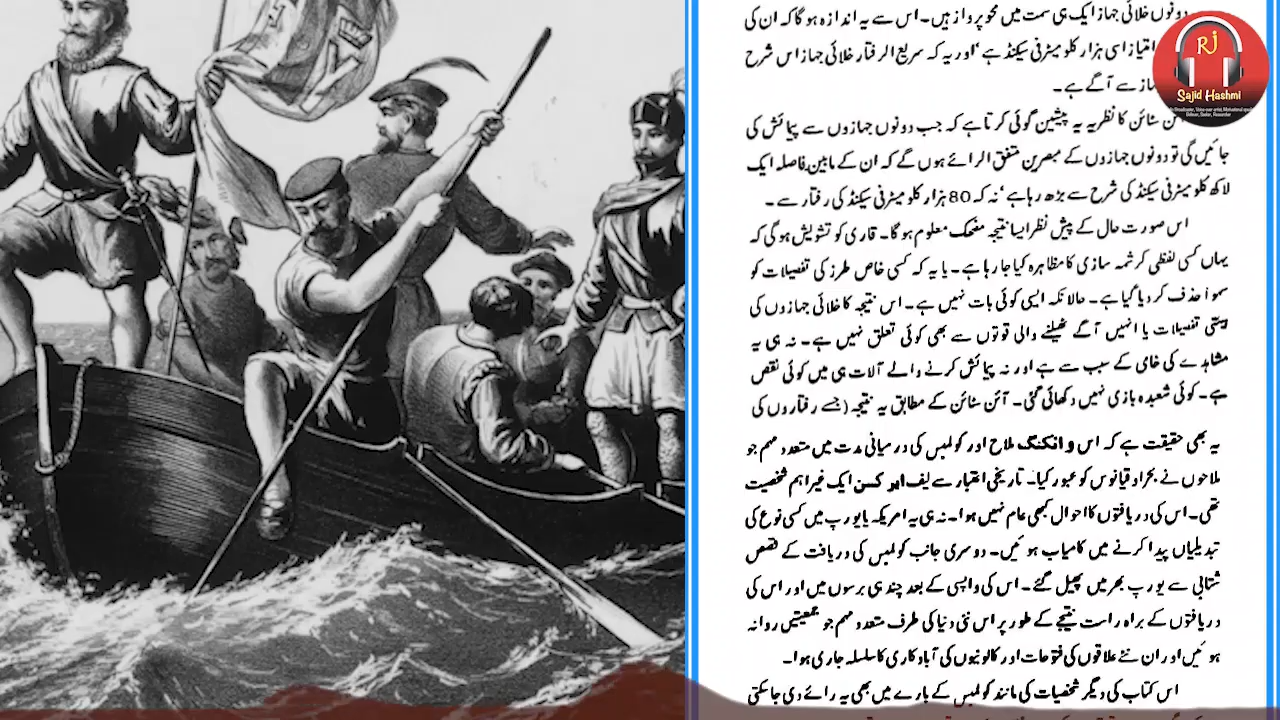 دونوں خلائی جہاز ایک ہی سمت میں محو پرواز ہیں۔ اس سے یہ اندازہ ہو گا کہ ان کی
امتیاز اسی ہزار کلومیٹر فی سیکنڈ ہے‘ اور یہ کہ سریع الرفتار خلائی جہاز اس شرح
سے آگے ہے۔
سٹائن کا نظریہ یہ پیشین گوئی کرتا ہے کہ جب دونوں جہازوں سے پیمائش کی
جائیں گی تو دونوں جہازوں کے مبصرین متفق الرائے ہوں گے کہ ان کے مابین فاصلہ ایک
لاکھ کلو میٹر فی سیکنڈ کی شرح سے بڑھ رہا ہے‘ نہ کہ 80 ہزار کلو میٹر فی سیکنڈ کی رفتار سے۔
اس صورت حال کے پیش نظر ایسا نتیجہ مضحک معلوم ہو گا۔ قاری کو تشویش ہو گی کہ
یہاں کسی لفظی کرشمہ سازی کا مظاہرہ کیا جا رہا ہے۔ یا یہ کہ کسی خاص طرز کی تفصیلات کو
سہواً حذف کر دیا گیا ہے۔ حالانکہ ایسی کوئی بات نہیں ہے۔ اس نتیجہ کا خلائی جہازوں کی
ہیئتی تفصیلات یا انہیں آگے ٹھیلنے والی قوتوں سے بھی کوئی تعلق نہیں ہے۔ نہ ہی یہ
مشاہدے کی خامی کے سبب سے ہے اور نہ پیمائش کرنے والے آلات ہی میں کوئی نقص
ہے۔ کوئی شعبدہ بازی نہیں دکھائی گئی۔ آئن سٹائن کے مطابق یہ نتیجہ (جسے رفتاروں کی
یہ بھی حقیقت ہے کہ اس وائکنگ ملاح اور کولمبس کی درمیانی مدت میں متعدد مہم جو
ملاحوں نے بحر اوقیانوس کو عبور کیا۔ تاریخی اعتبار سے لیف ایرکسن ایک غیر اہم شخصیت
تھی۔ اس کی دریافتوں کا احوال کبھی عام نہیں ہوا۔ نہ ہی یہ امریکہ یا یورپ میں کسی نوع کی
تبدیلیاں پیدا کرنے میں کامیاب ہوئیں۔ دوسری جانب کولمبس کی دریافت کے قصص
شتابی سے یورپ بھر میں پھیل گئے۔ اس کی واپسی کے بعد چند ہی برسوں میں اور اس کی
دریافتوں کے براہ راست نتیجے کے طور پر اس نئی دنیا کی طرف متعدد مہم جو جمعیتیں روانہ
ہوئیں اور ان نئے علاقوں کی فتوحات اور کالونیوں کی آبادکاری کا سلسلہ جاری ہوا۔
اس کتاب کی دیگر شخصیات کی مانند کولمبس کے بارے میں بھی یہ رائے دی جا سکتی
RJ
Sajid Hashmi